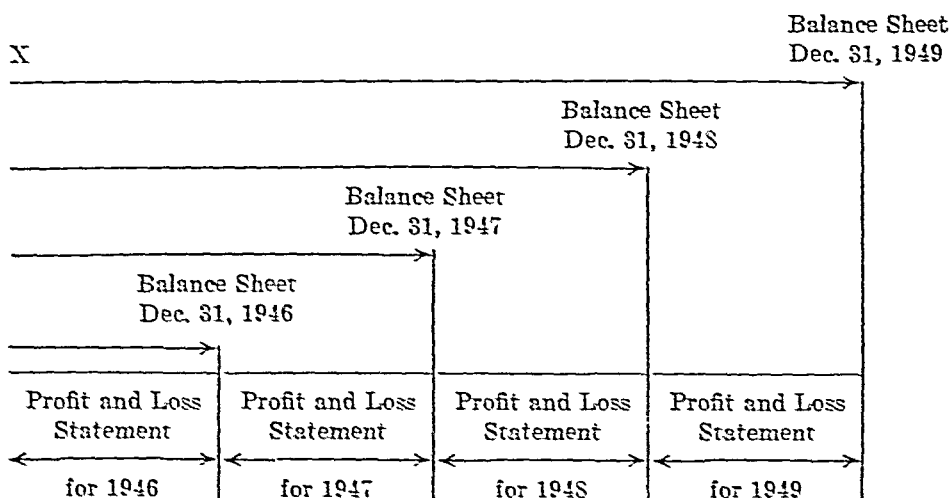 Balance Sheet
Dec. 31, 1949
X
Balance Sheet
Dec. 31, 1948
Balance Sheet
Dec. 31, 1947
Balance Sheet
Dec. 31, 1946
Profit and Loss
Statement
for 1946
Profit and Loss
Statement
for 1947
Profit and Loss
Statement
for 1948
Profit and Loss
Statement
for 1949